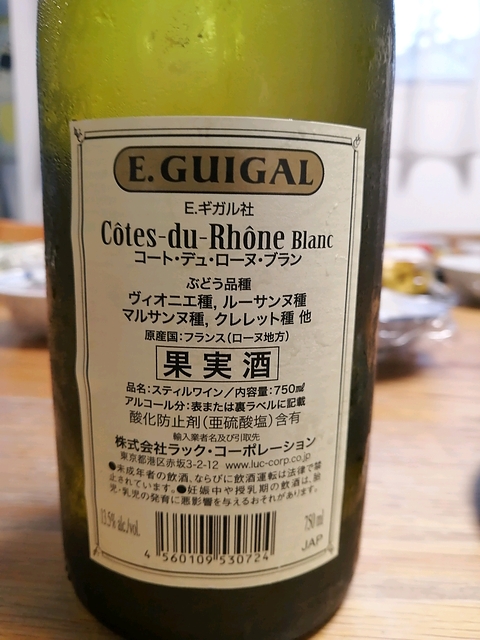 E. GUIGAL
E.ギガル社
Côtes-du-Rhône Blanc
コート・デュ・ローヌ・ブラン
ぶどう品種
ヴィオニエ種, ルーサンヌ種
マルサンヌ種, クレレット種 他
原産国:フランス(ローヌ地方)
果実酒
品名:スティルワイン/内容量:750㎖
アルコール分:表または裏ラベルに記載
酸化防止剤(亜硫酸塩)含有
輸入業者名及び引取先
株式会社ラック・コーポレーション
東京都港区赤坂3-2-12 www.luc-corp.co.jp
●未成年者の飲酒、ならびに飲酒運転は法律で禁
止されています。●妊娠中や授乳期の飲酒は、胎
児・乳児の発育に悪影響を与えるおそれがあります。
13.5% alc./vol.
750 ml
4 560109 530724
JAP